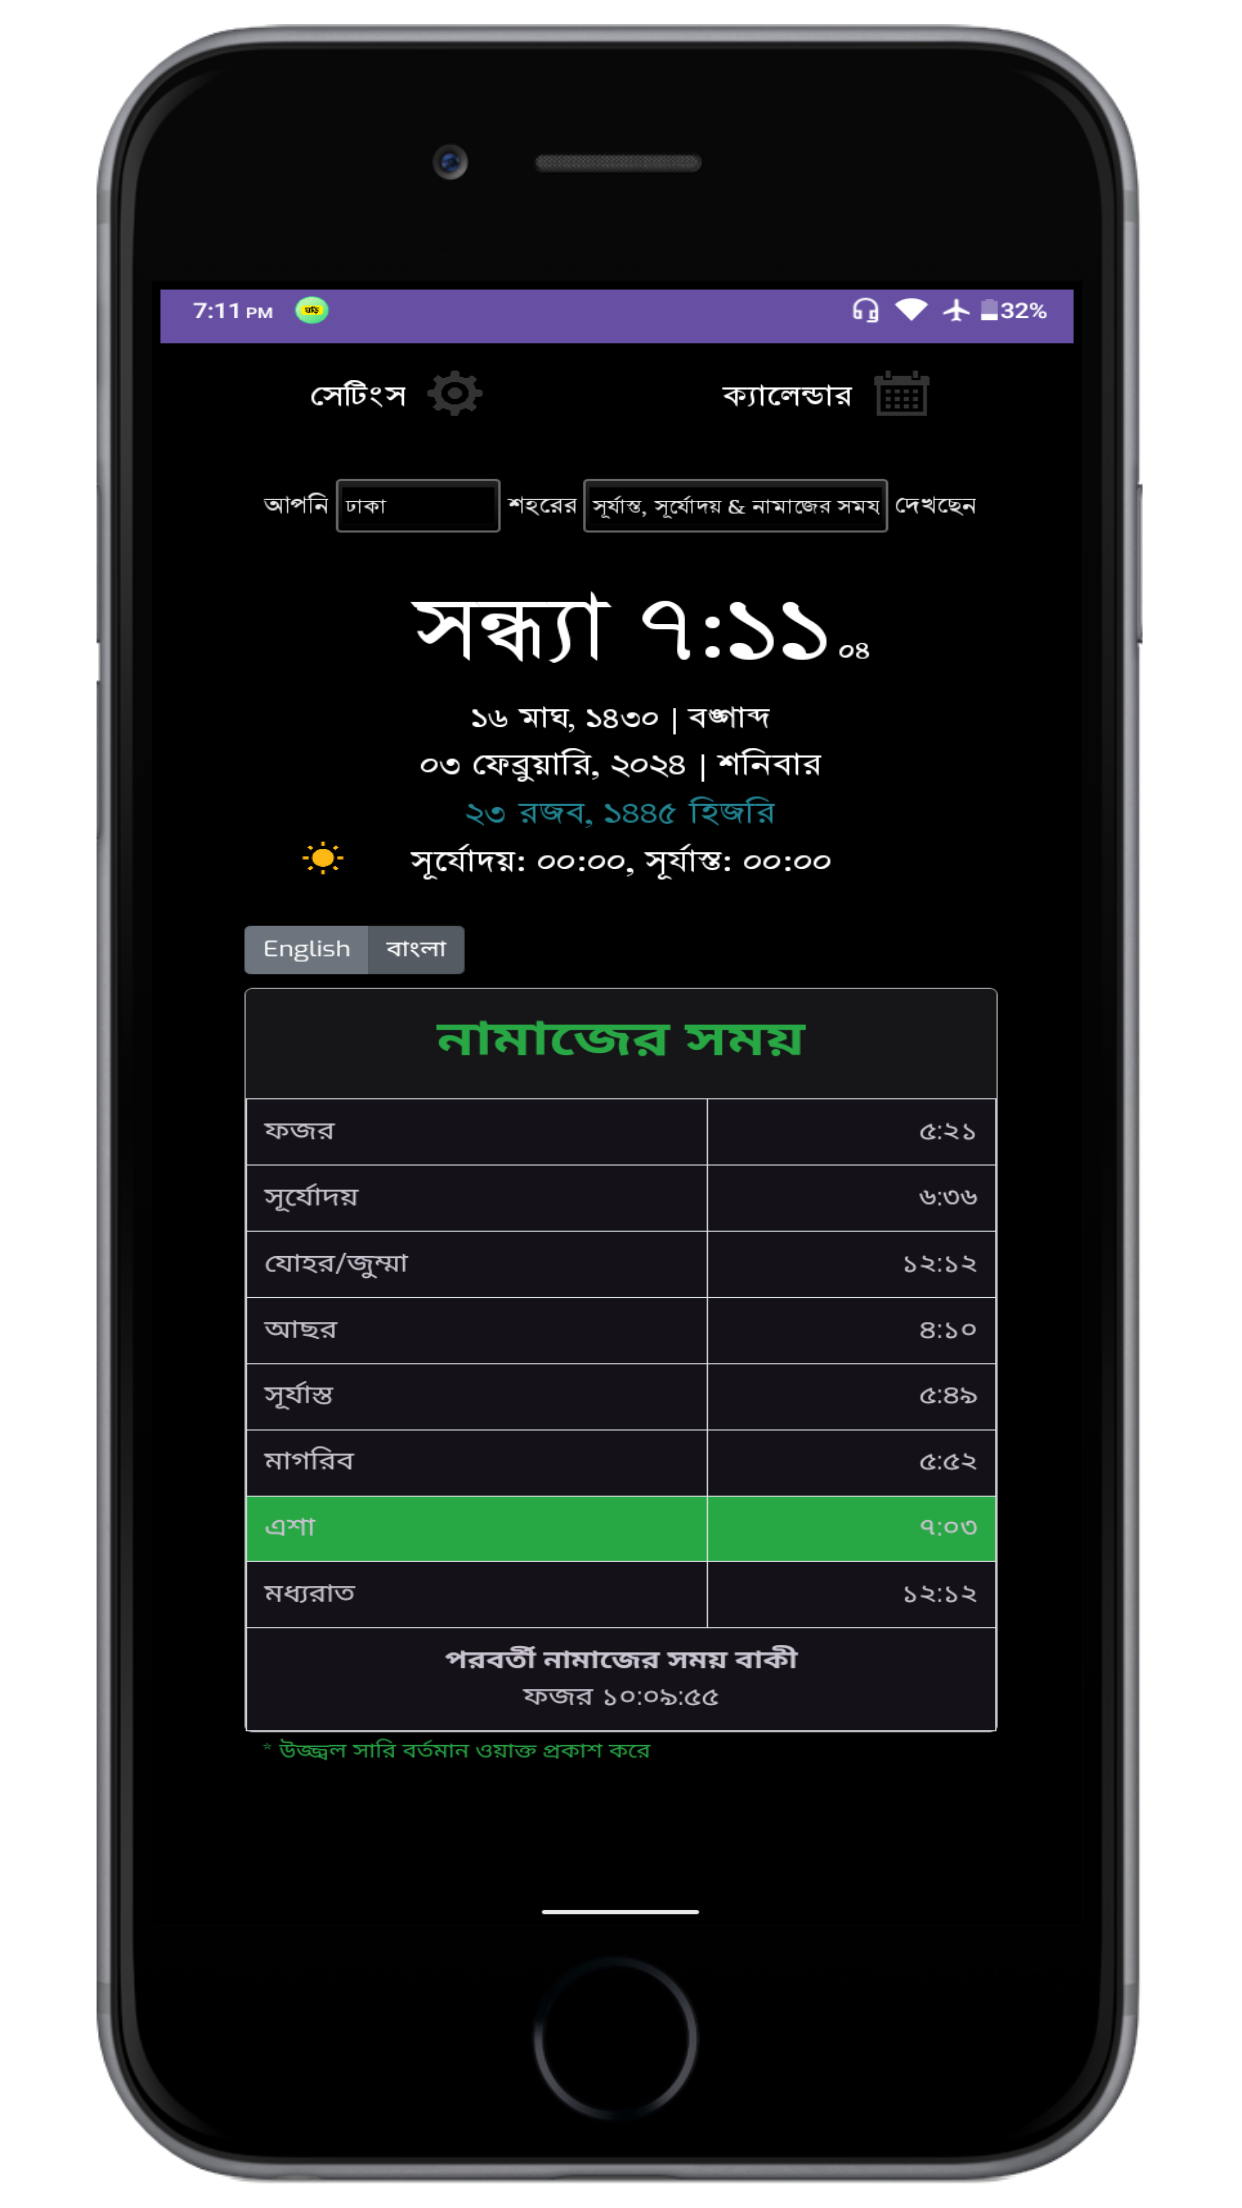 7:11 PM ঘড়ি 32%
সেটিংস ক্যালেন্ডার
আপনি ঢাকা শহরের সূর্যাস্ত, সূর্যোদয় & নামাজের সময় দেখছেন
সন্ধ্যা ৭:১১ ০৪
১৬ মাঘ, ১৪৩০ | বঙ্গাব্দ
০৩ ফেব্রুয়ারি, ২০২৪ | শনিবার
২৩ রজব, ১৪৪৫ হিজরি
সূর্যোদয়: ০০:০০, সূর্যাস্ত: ০০:০০
English বাংলা
নামাজের সময়
ফজর ৫:২১
সূর্যোদয় ৬:৩৬
যোহর/জুম্মা ১২:১২
আছর ৪:১০
সূর্যাস্ত ৫:৪৯
মাগরিব ৫:৫২
এশা ৭:০৩
মধ্যরাত ১২:১২
পরবর্তী নামাজের সময় বাকী
ফজর ১০:০৯:৫৫
* উজ্জ্বল সারি বর্তমান ওয়াক্ত প্রকাশ করে